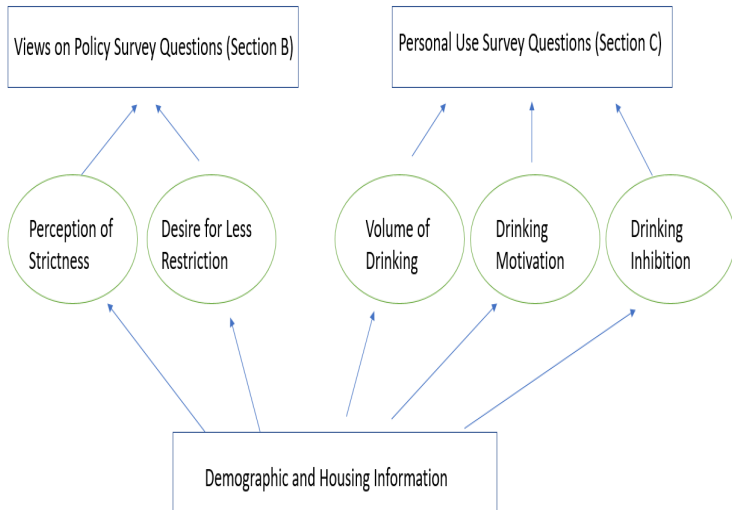 Views on Policy Survey Questions (Section B)
Personal Use Survey Questions (Section C)
Perception of
Strictness
Desire for Less
Restriction
Volume of
Drinking
Drinking
Motivation
Drinking
Inhibition
Demographic and Housing Information